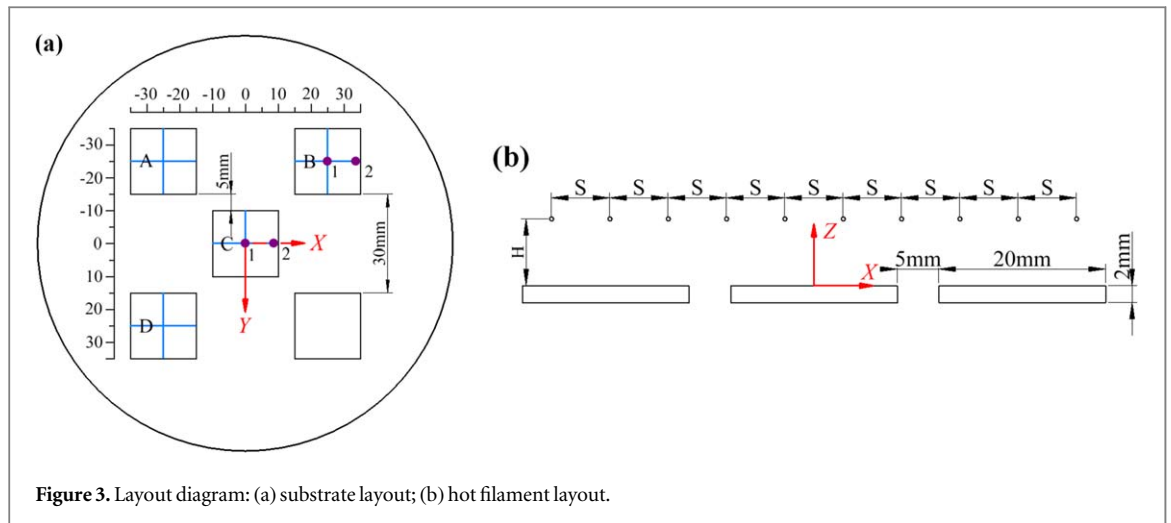 (a)
-30 -20 -10 0 10 20 30
-30
-20
-10
0
10
20
30
A
B
1
2
5mm
C
1
2
X
Y
30mm
D
(b)
S S S S S S S S S
H
Z
X
5mm
20mm
2mm
Figure 3. Layout diagram: (a) substrate layout; (b) hot filament layout.